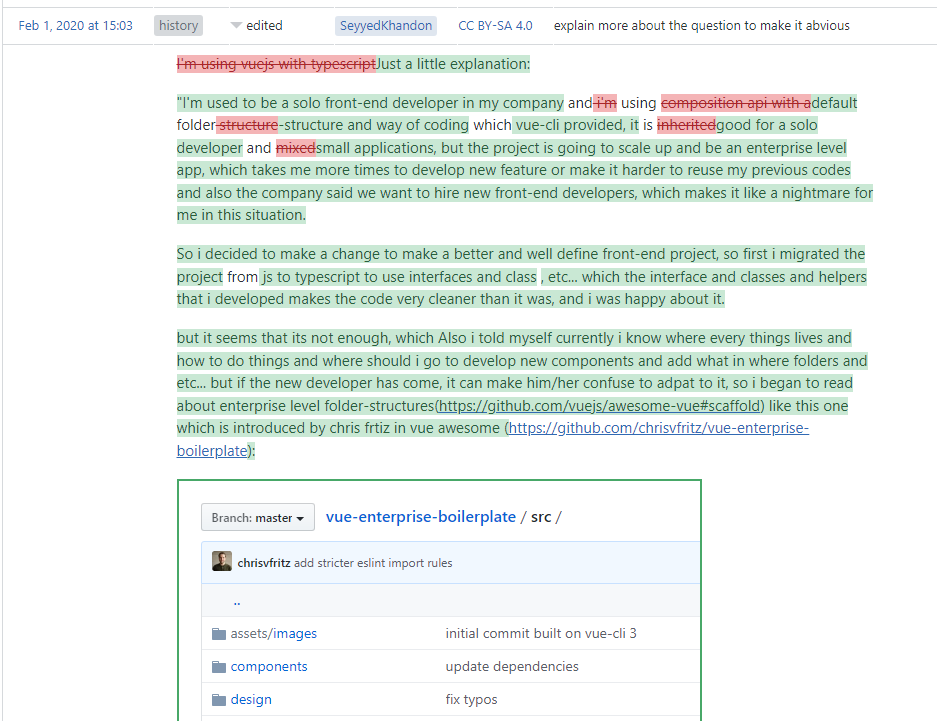 Feb 1, 2020 at 15:03 history edited SeyyedKhandon CC BY-SA 4.0 explain more about the question to make it abvious
I'm using vuejs with typescriptJust a little explanation:
"I'm used to be a solo front-end developer in my company and i'm using composition api with adefault
folder structure-structure and way of coding which vue-cli provided, it is inheritedgood for a solo
developer and mixedsmall applications, but the project is going to scale up and be an enterprise level
app, which takes me more times to develop new feature or make it harder to reuse my previous codes
and also the company said we want to hire new front-end developers, which makes it like a nightmare for
me in this situation.
So i decided to make a change to make a better and well define front-end project, so first i migrated the
project from js to typescript to use interfaces and class , etc... which the interface and classes and helpers
that i developed makes the code very cleaner than it was, and i was happy about it.
but it seems that its not enough, which Also i told myself currently i know where every things lives and
how to do things and where should i go to develop new components and add what in where folders and
etc... but if the new developer has come, it can make him/her confuse to adpat to it, so i began to read
about enterprise level folder-structures(https://github.com/vuejs/awesome-vue#scaffold) like this one
which is introduced by chris frtiz in vue awesome (https://github.com/chrisvfritz/vue-enterprise-
boilerplate):
Branch: master vue-enterprise-boilerplate / src /
chrisvfritz add stricter eslint import rules
..
assets/images initial commit built on vue-cli 3
components update dependencies
design fix typos